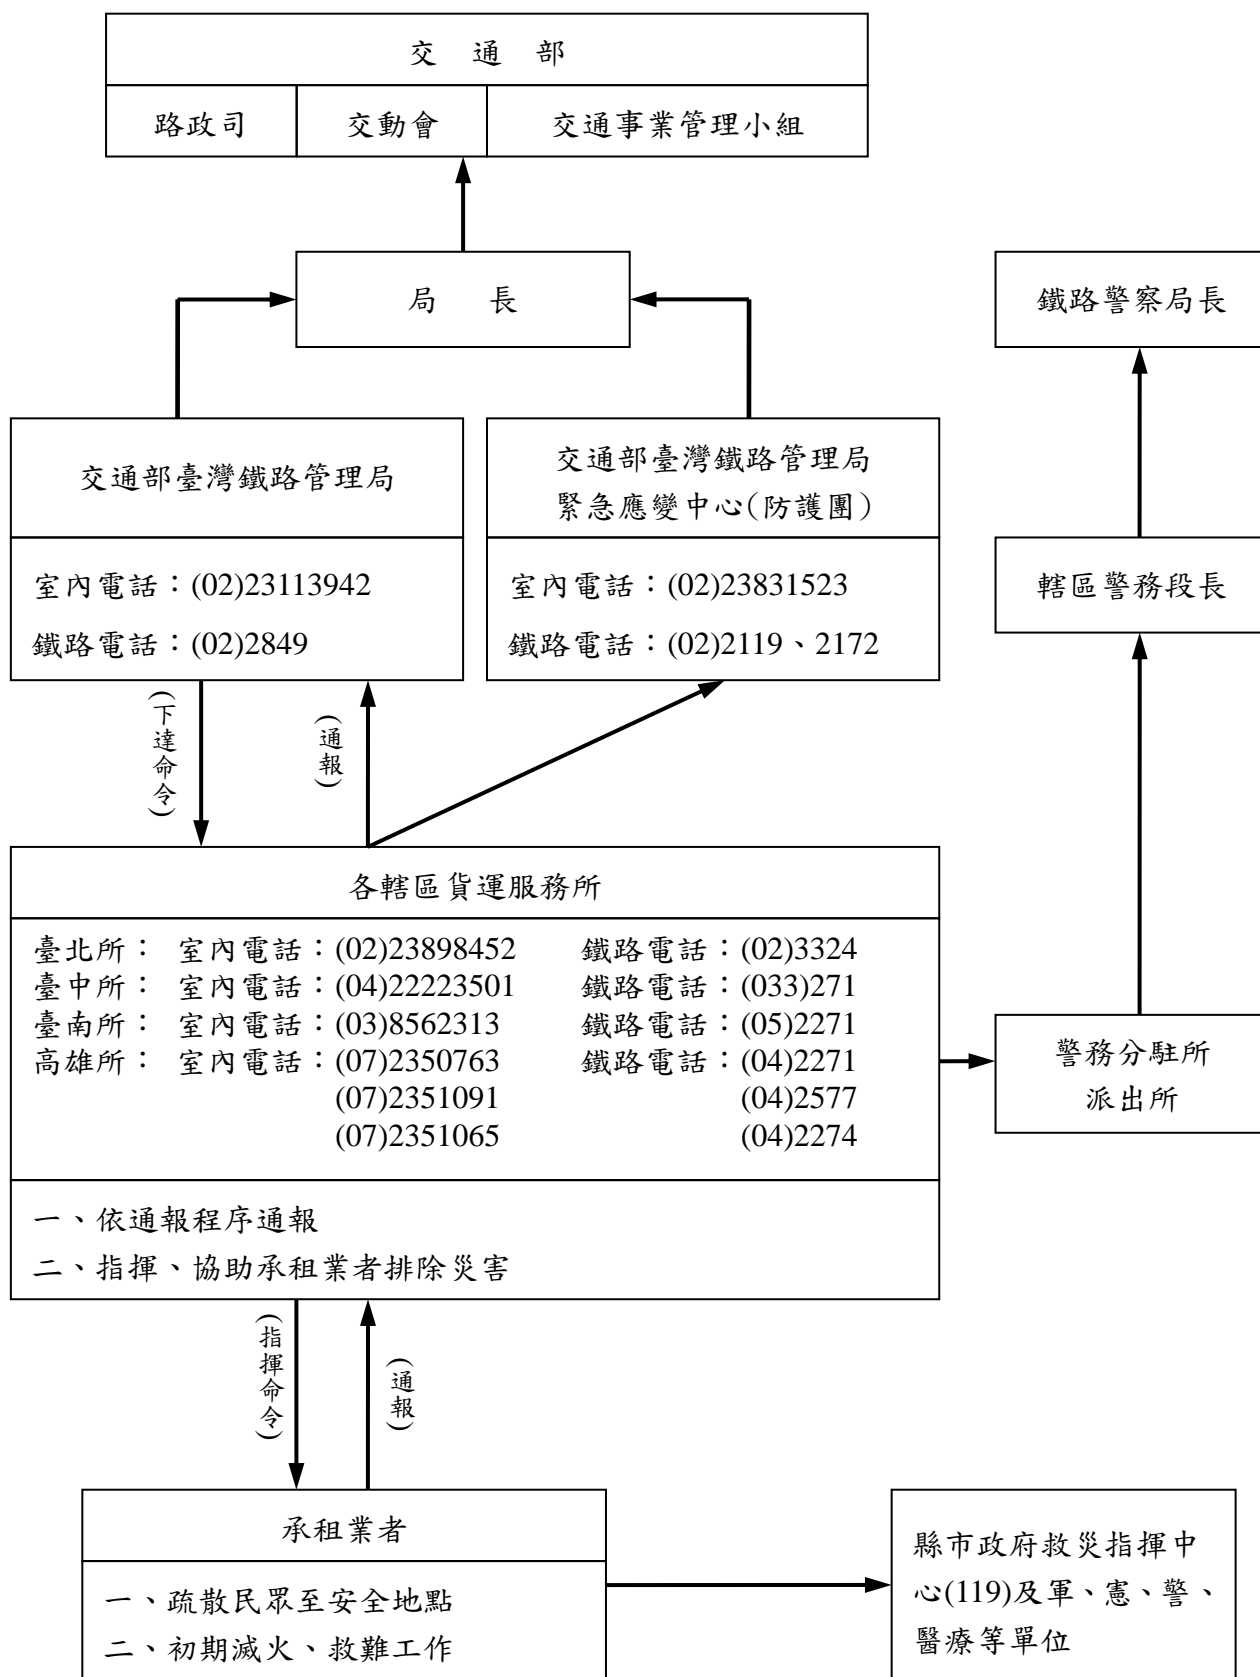 交通部
路政司 交動會 交通事業管理小組
局長
鐵路警察局長
交通部臺灣鐵路管理局
室內電話：(02)23113942
鐵路電話：(02)2849
交通部臺灣鐵路管理局
緊急應變中心(防護團)
室內電話：(02)23831523
鐵路電話：(02)2119、2172
轄區警務段長
(下達命令)
(通報)
各轄區貨運服務所
臺北所： 室內電話：(02)23898452 鐵路電話：(02)3324
臺中所： 室內電話：(04)22223501 鐵路電話：(033)271
臺南所： 室內電話：(03)8562313 鐵路電話：(05)2271
高雄所： 室內電話：(07)2350763 鐵路電話：(04)2271
(07)2351091 (04)2577
(07)2351065 (04)2274
一、依通報程序通報
二、指揮、協助承租業者排除災害
警務分駐所
派出所
(指揮命令)
(通報)
承租業者
一、疏散民眾至安全地點
二、初期滅火、救難工作
縣市政府救災指揮中
心(119)及軍、憲、警、
醫療等單位